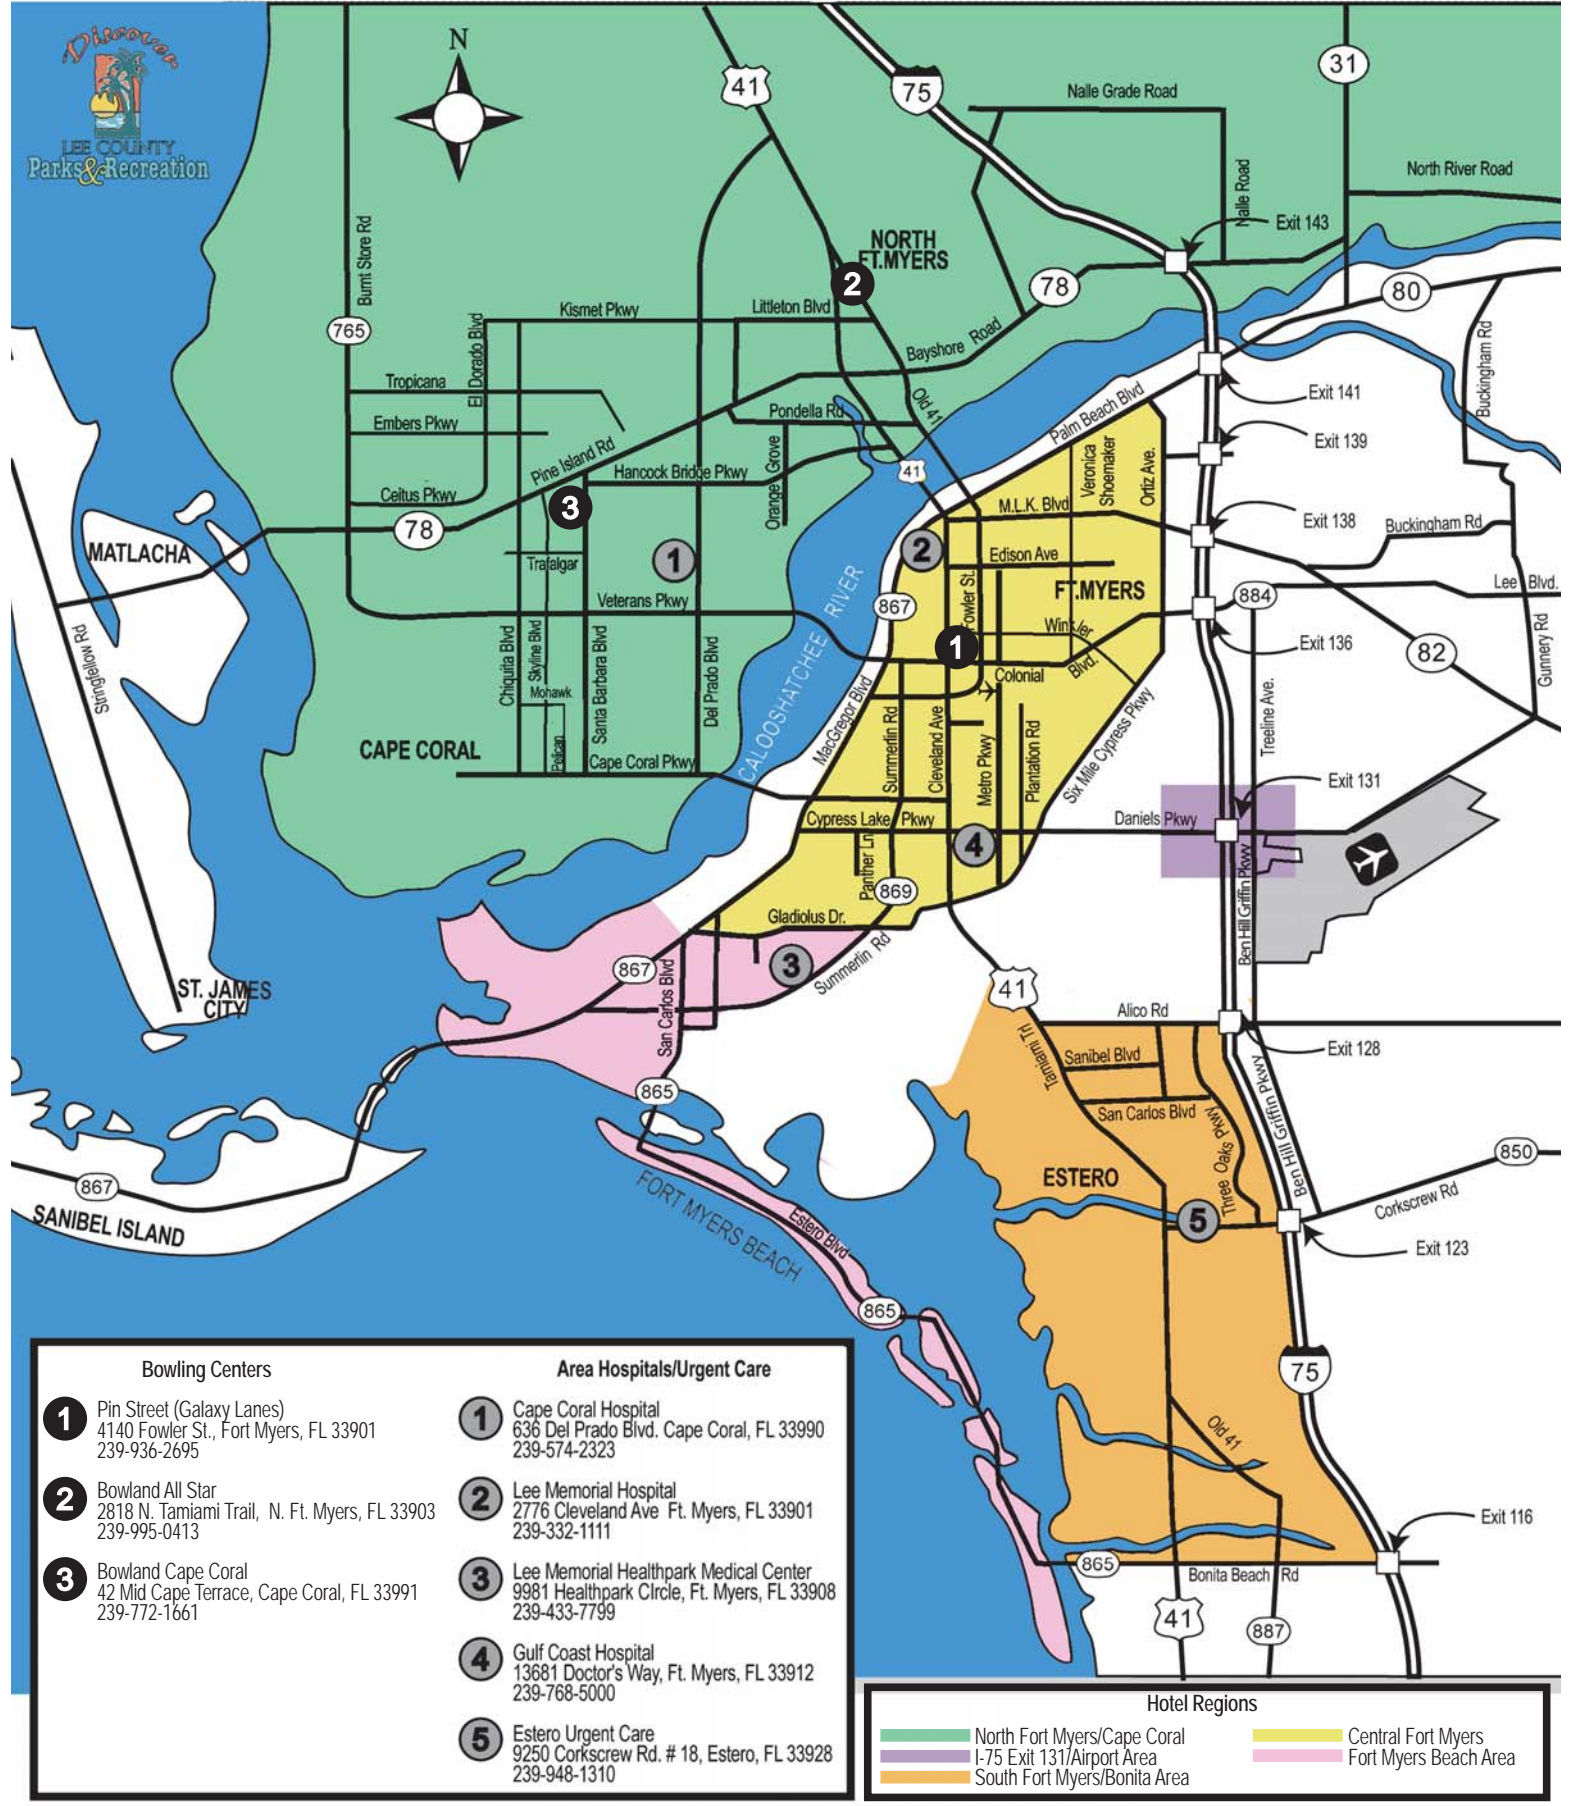 Discover
LEE COUNTY
Parks&Recreation
N
41
75
31
Nalle Grade Road
North River Road
Nalle Road
Exit 143
Burnt Store Rd
NORTH
FT.MYERS
2
78
80
765
Kismet Pkwy
Littleton Blvd
El Dorado Blvd
Bayshore Road
Buckingham Rd
Tropicana
Old 41
Exit 141
Palm Beach Blvd
Embers Pkwy
Pondella Rd
Exit 139
Pine Island Rd
Hancock Bridge Pkwy
Orange Grove
41
Veronica
Shoemaker
Ortiz Ave.
Ceitus Pkwy
3
78
M.L.K. Blvd
Exit 138
Buckingham Rd
MATLACHA
Trafalgar
1
2
Edison Ave
FT.MYERS
Lee Blvd.
884
Veterans Pkwy
867
Fowler St.
Winkler
1
Exit 136
82
Gunnery Rd
Stringfellow Rd
Chiquita Blvd
Skyline Blvd
Mohawk
Pelican
Santa Barbara Blvd
Del Prado Blvd
CALOOSHATCHEE RIVER
MacGregor Blvd
Colonial Blvd.
Summerlin Rd
Cleveland Ave
Metro Pkwy
Plantation Rd
Six Mile Cypress Pkwy
Treeline Ave.
CAPE CORAL
Cape Coral Pkwy
Exit 131
Cypress Lake Pkwy
Daniels Pkwy
4
Panther Ln
869
Ben Hill Griffin Pkwy
Gladiolus Dr.
867
San Carlos Blvd
3
Summerlin Rd
ST. JAMES
CITY
41
Alico Rd
Tamiami Trl
Sanibel Blvd
Exit 128
865
San Carlos Blvd
Three Oaks Pkwy
Ben Hill Griffin Pkwy
850
ESTERO
867
SANIBEL ISLAND
FORT MYERS BEACH
Estero Blvd
5
Corkscrew Rd
Exit 123
865
75
Old 41
Exit 116
865
Bonita Beach Rd
41
887
Bowling Centers
1
Pin Street (Galaxy Lanes)
4140 Fowler St., Fort Myers, FL 33901
239-936-2695
2
Bowland All Star
2818 N. Tamiami Trail, N. Ft. Myers, FL 33903
239-995-0413
3
Bowland Cape Coral
42 Mid Cape Terrace, Cape Coral, FL 33991
239-772-1661
Area Hospitals/Urgent Care
1
Cape Coral Hospital
636 Del Prado Blvd. Cape Coral, FL 33990
239-574-2323
2
Lee Memorial Hospital
2776 Cleveland Ave Ft. Myers, FL 33901
239-332-1111
3
Lee Memorial Healthpark Medical Center
9981 Healthpark CIrcle, Ft. Myers, FL 33908
239-433-7799
4
Gulf Coast Hospital
13681 Doctor's Way, Ft. Myers, FL 33912
239-768-5000
5
Estero Urgent Care
9250 Corkscrew Rd. # 18, Estero, FL 33928
239-948-1310
Hotel Regions
North Fort Myers/Cape Coral
I-75 Exit 131/Airport Area
South Fort Myers/Bonita Area
Central Fort Myers
Fort Myers Beach Area